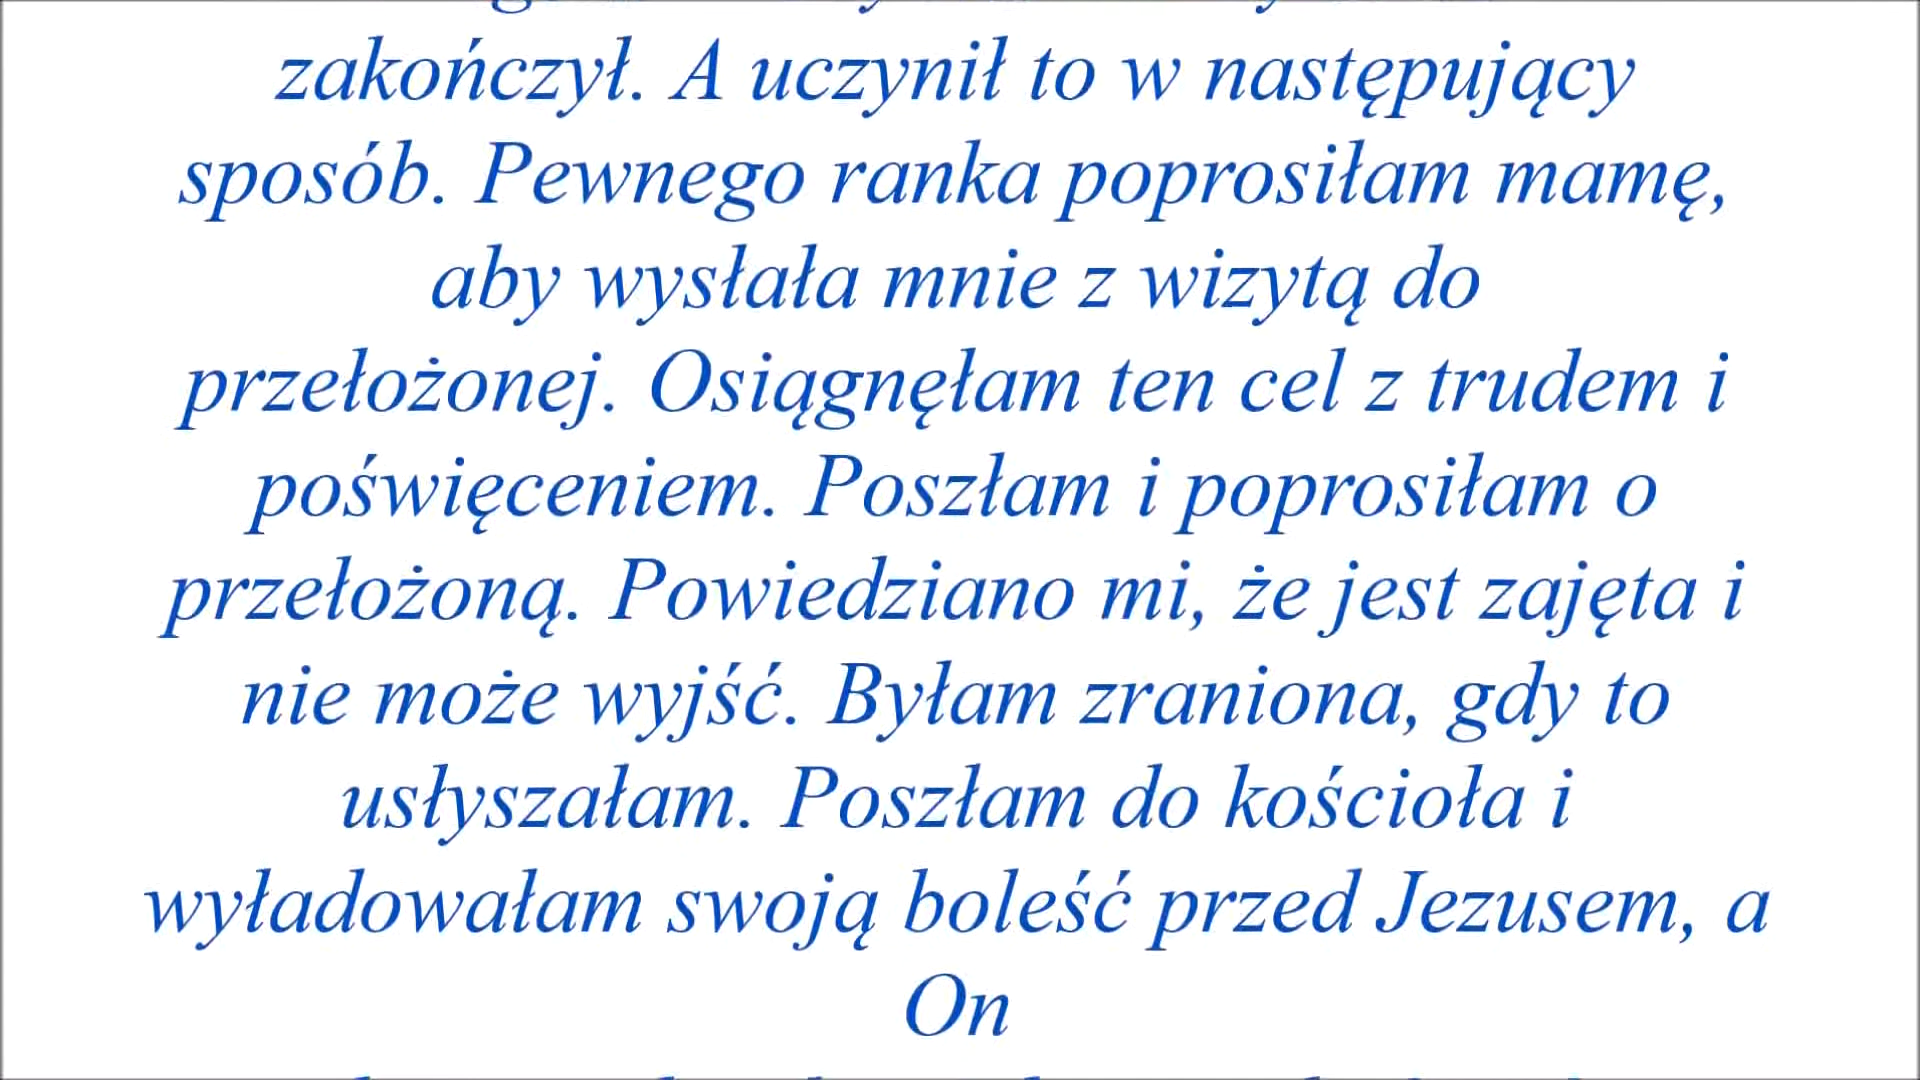 zakończył. A uczynił to w następujący
sposób. Pewnego ranka poprosiłam mamę,
aby wysłała mnie z wizytą do
przełożonej. Osiągnęłam ten cel z trudem i
poświęceniem. Poszłam i poprosiłam o
przełożoną. Powiedziano mi, że jest zajęta i
nie może wyjść. Byłam zraniona, gdy to
usłyszałam. Poszłam do kościoła i
wyładowałam swoją boleść przed Jezusem, a
On